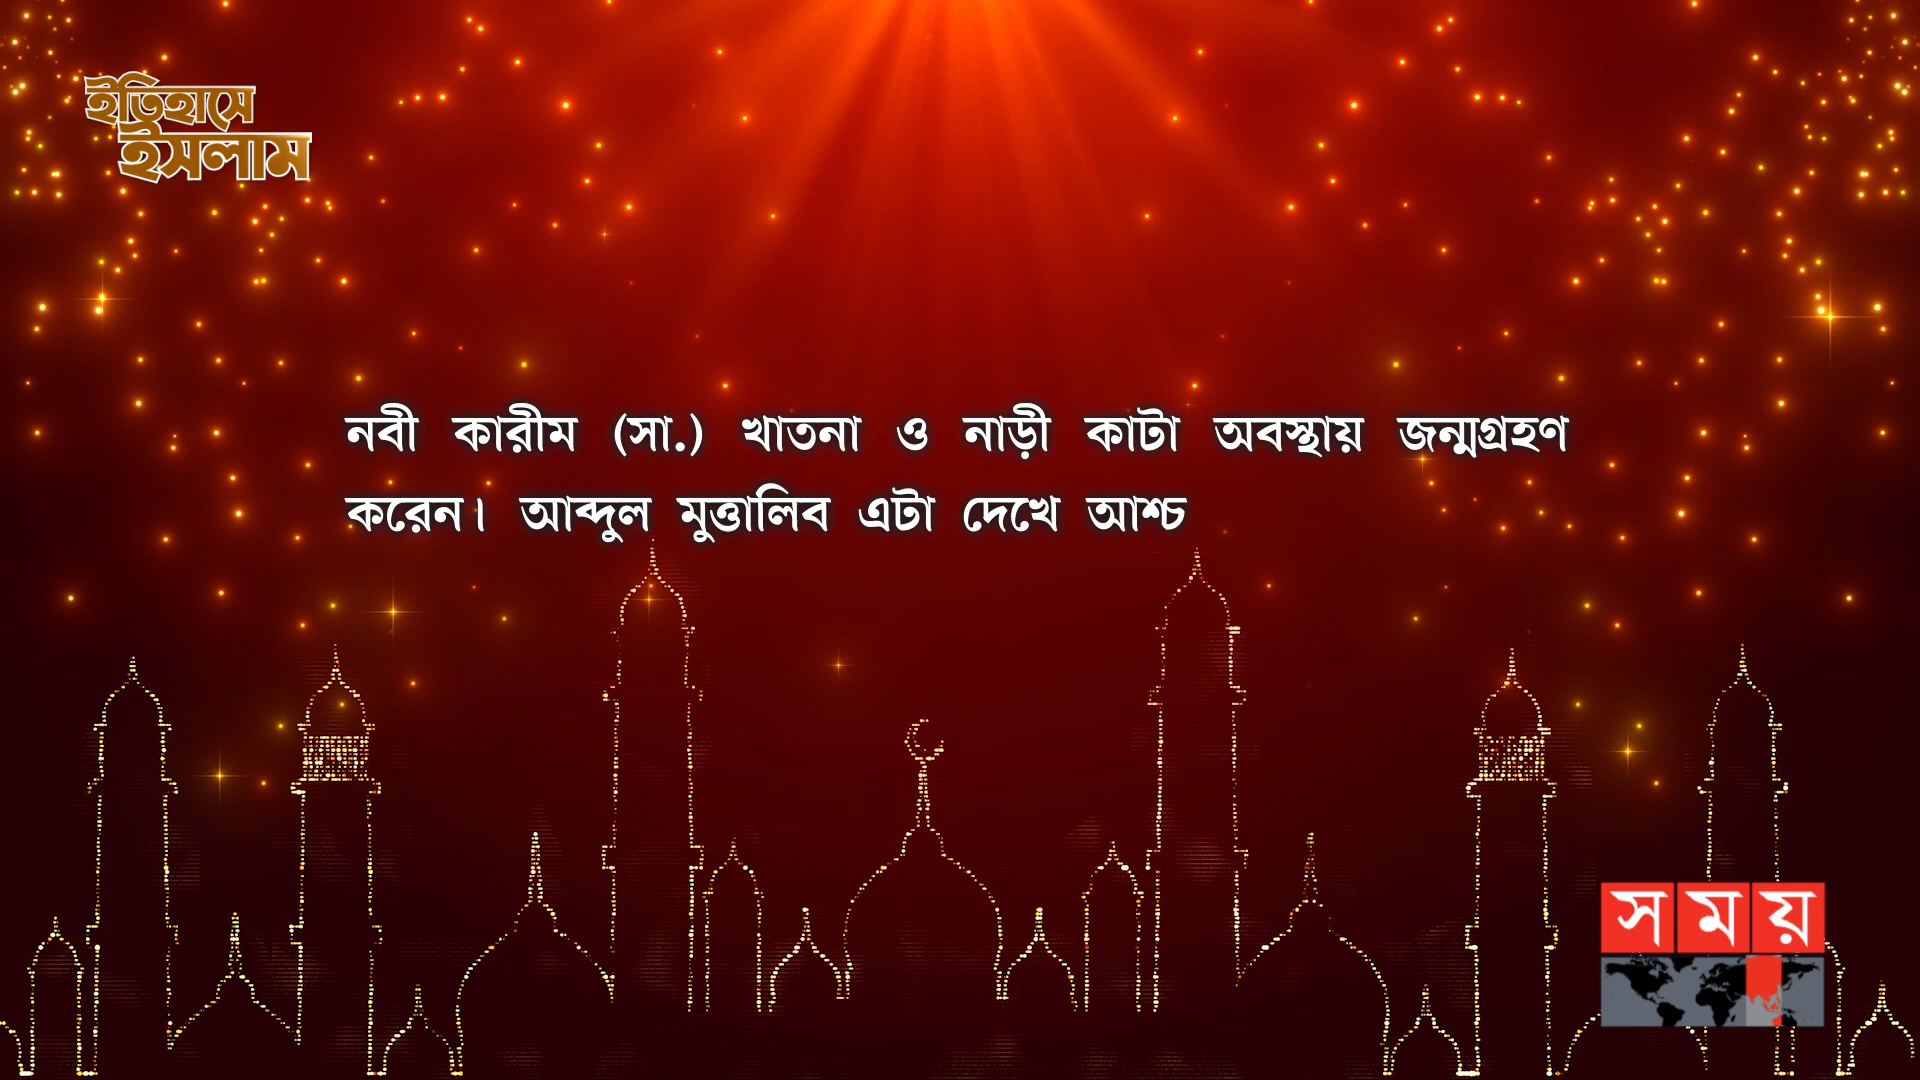 ইতিহাসে
ইসলাম
নবী কারীম (সা.) খাতনা ও নাড়ী কাটা অবস্থায় জন্মগ্রহণ
করেন। আব্দুল মুত্তালিব এটা দেখে আশ্চ
সময়